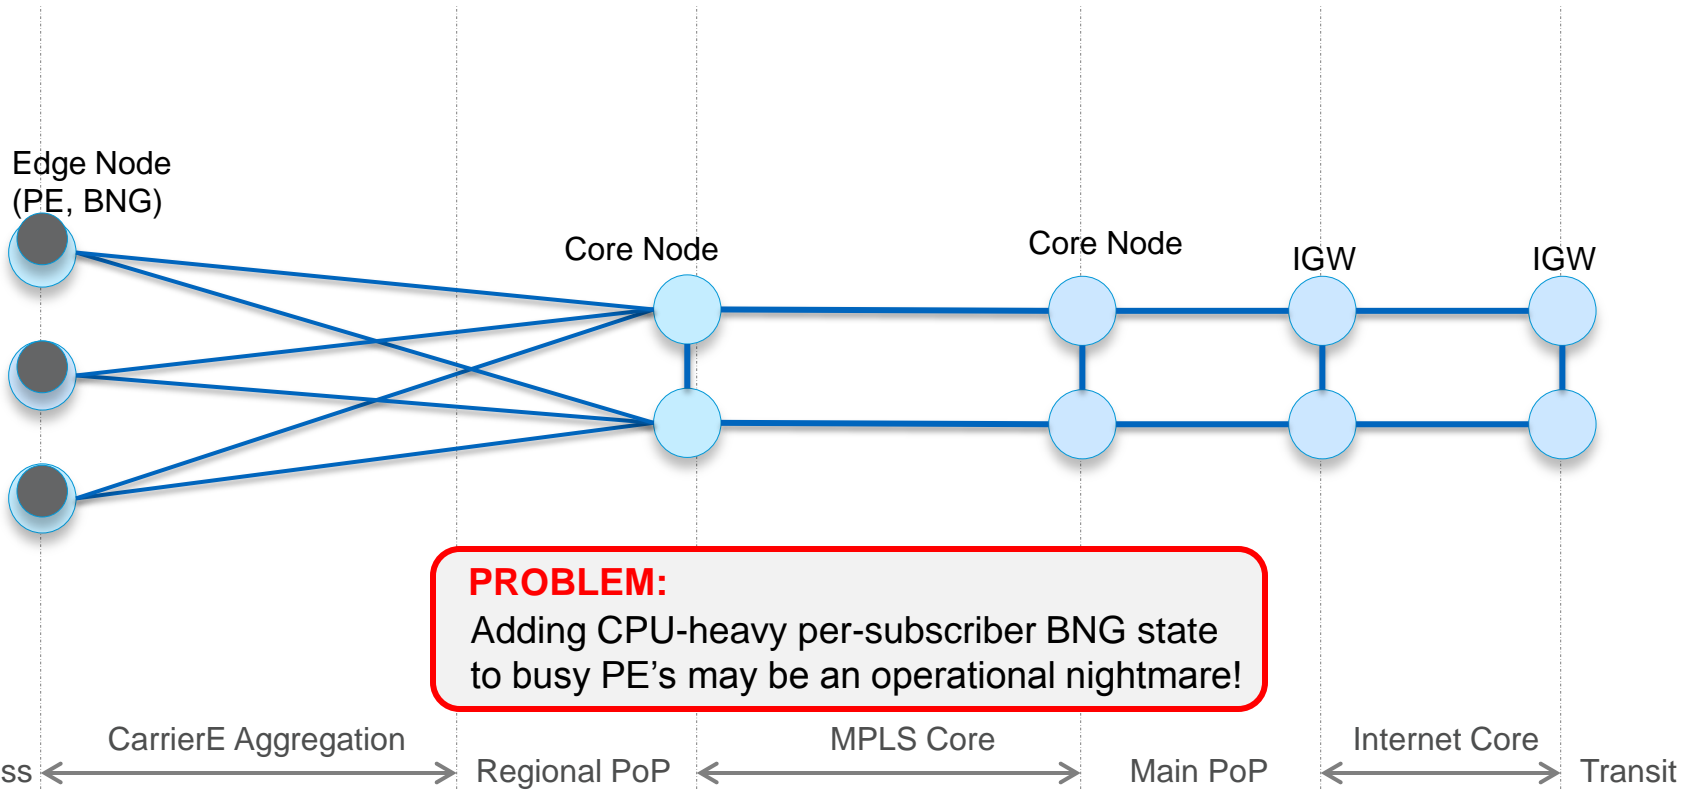 Edge Node
(PE, BNG)
Core Node
Core Node
IGW
IGW
PROBLEM:
Adding CPU-heavy per-subscriber BNG state
to busy PE's may be an operational nightmare!
CarrierE Aggregation
MPLS Core
Internet Core
ss
Regional PoP
Main PoP
Transit